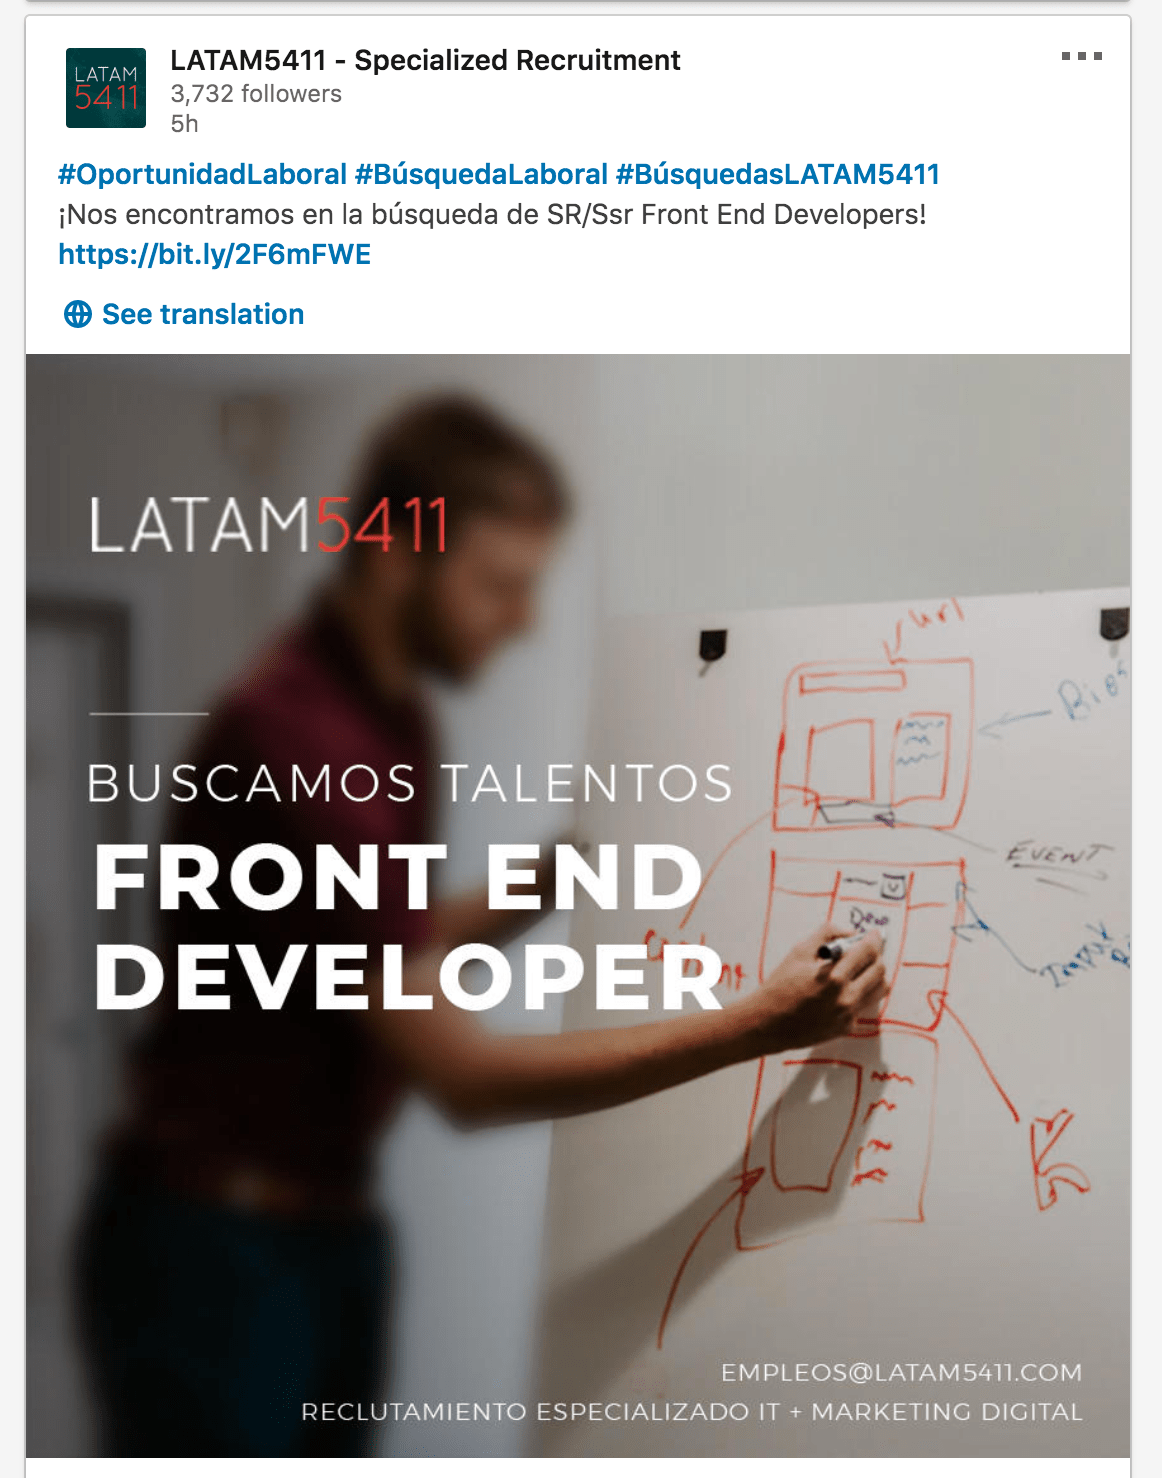 LATAM
5411
LATAM5411 - Specialized Recruitment
3,732 followers
5h
#OportunidadLaboral #BúsquedaLaboral #BúsquedasLATAM5411
¡Nos encontramos en la búsqueda de SR/Ssr Front End Developers!
https://bit.ly/2F6mFWE
See translation
LATAM5411
url
BUSCAMOS TALENTOS
FRONT END
DEVELOPER
EVENT
JS
EMPLEOS@LATAM5411.COM
RECLUTAMIENTO ESPECIALIZADO IT + MARKETING DIGITAL